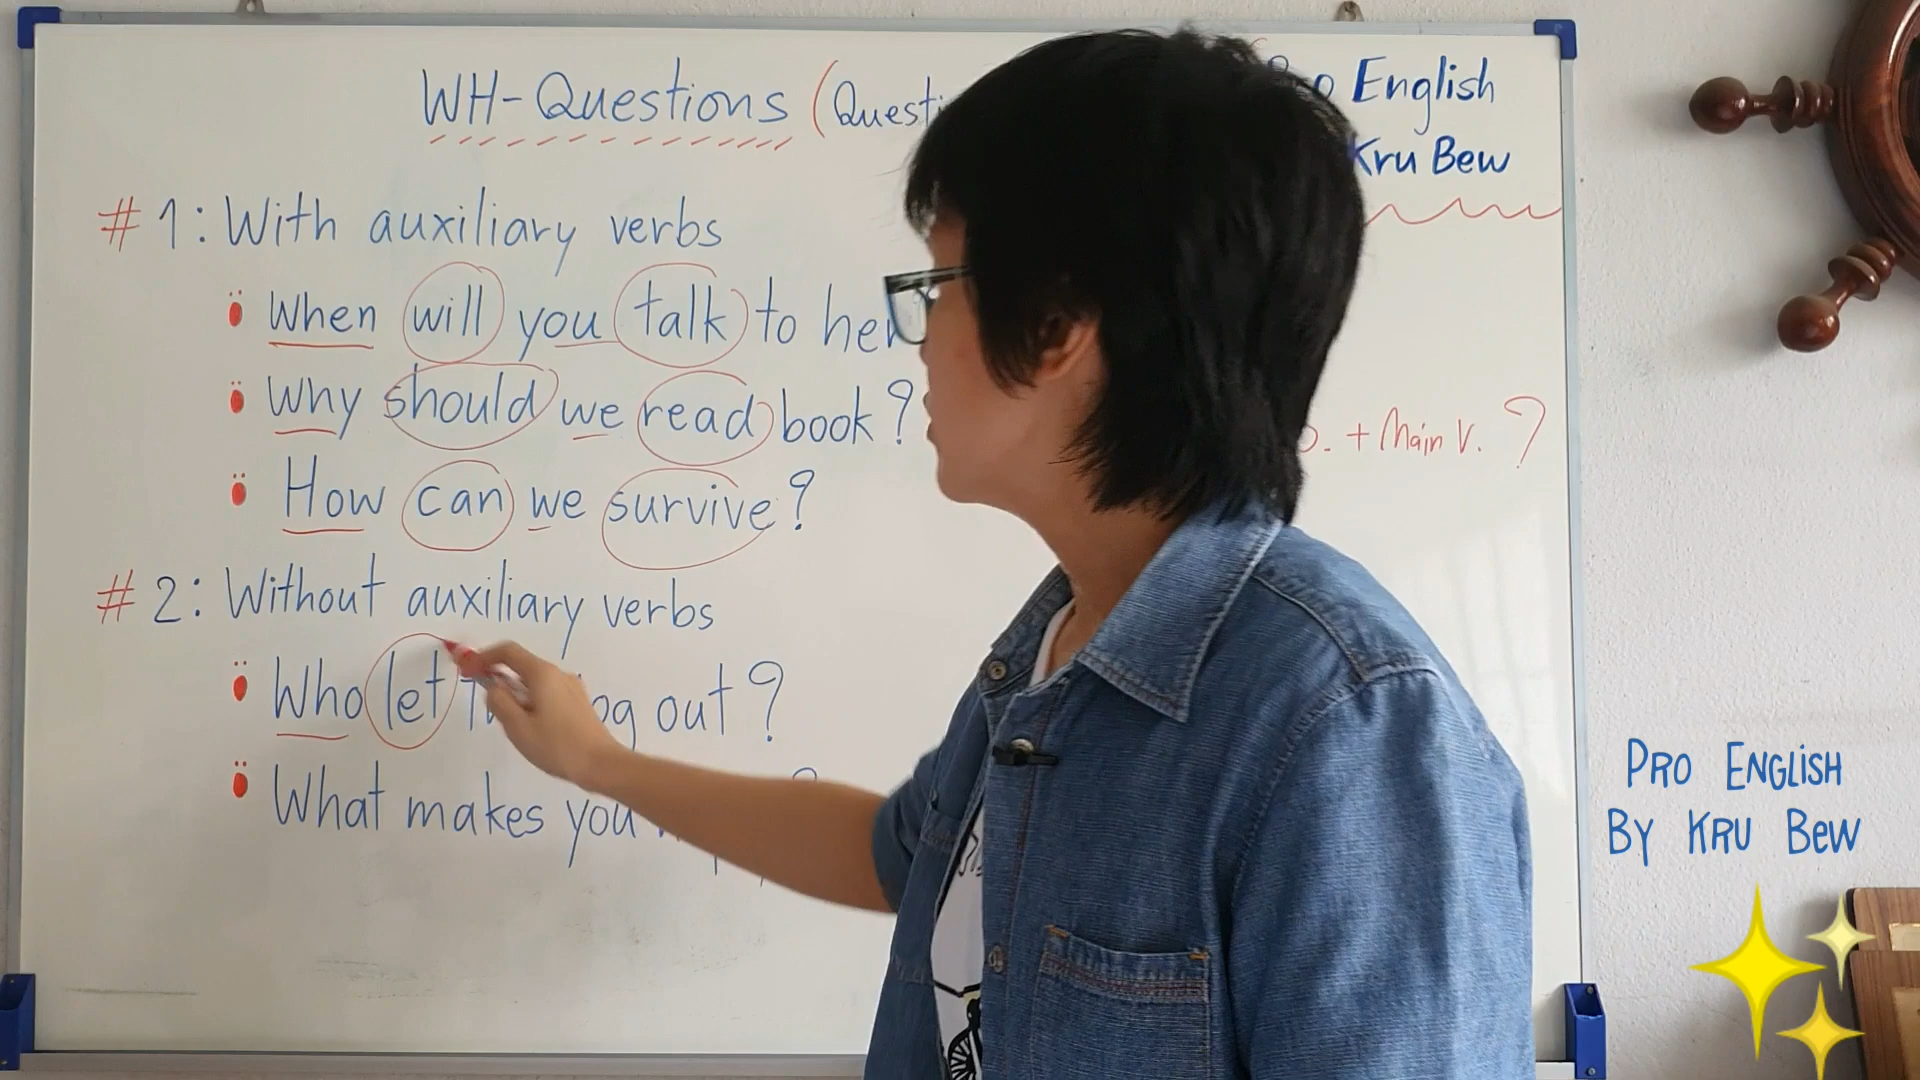 WH-Questions (Questi
English
Kru Bew
# 1: With auxiliary verbs
When will you talk to her
Why should we read book?
How can we survive?
+ Main V. ?
# 2: Without auxiliary verbs
Who let out?
What makes you ?
PRO ENGLISH
BY KRU BEW